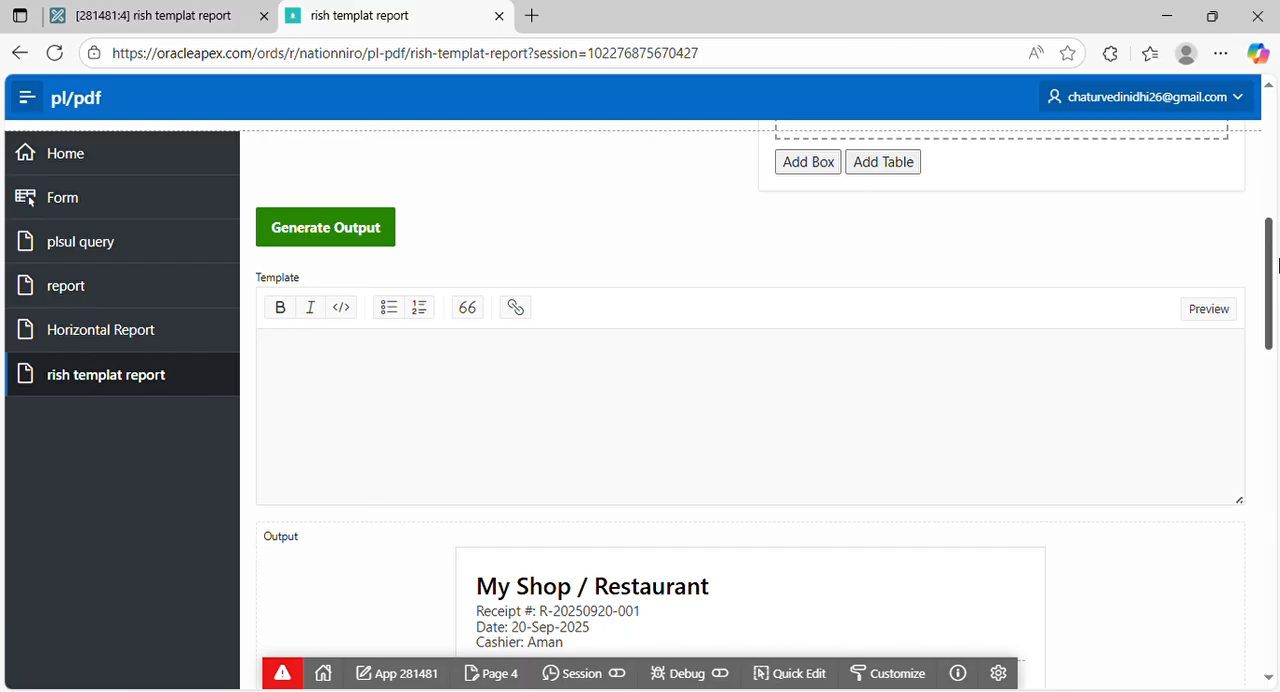 [281481:4] rish templat report
rish templat report
https://oracleapex.com/ords/r/nationniro/pl-pdf/rish-templat-report?session=102276875670427
pl/pdf
chaturvedinidhi26@gmail.com
Home
Form
plsul query
report
Horizontal Report
rish templat report
Add Box
Add Table
Generate Output
Template
B I </> 66
Preview
Output
My Shop / Restaurant
Receipt #: R-20250920-001
Date: 20-Sep-2025
Cashier: Aman
App 281481
Page 4
Session
Debug
Quick Edit
Customize